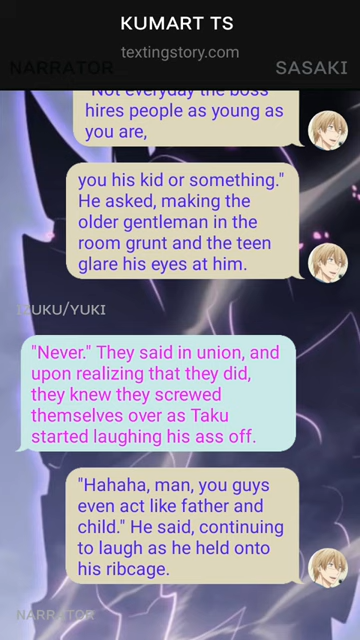 KUMART TS
textingstory.com
NARRATOR
SASAKI
"Not everyday the boss
hires people as young as
you are,
you his kid or something."
He asked, making the
older gentleman in the
room grunt and the teen
glare his eyes at him.
IZUKU/YUKI
"Never." They said in union, and
upon realizing that they did,
they knew they screwed
themselves over as Taku
started laughing his ass off.
"Hahaha, man, you guys
even act like father and
child." He said, continuing
to laugh as he held onto
his ribcage.
NARRATOR